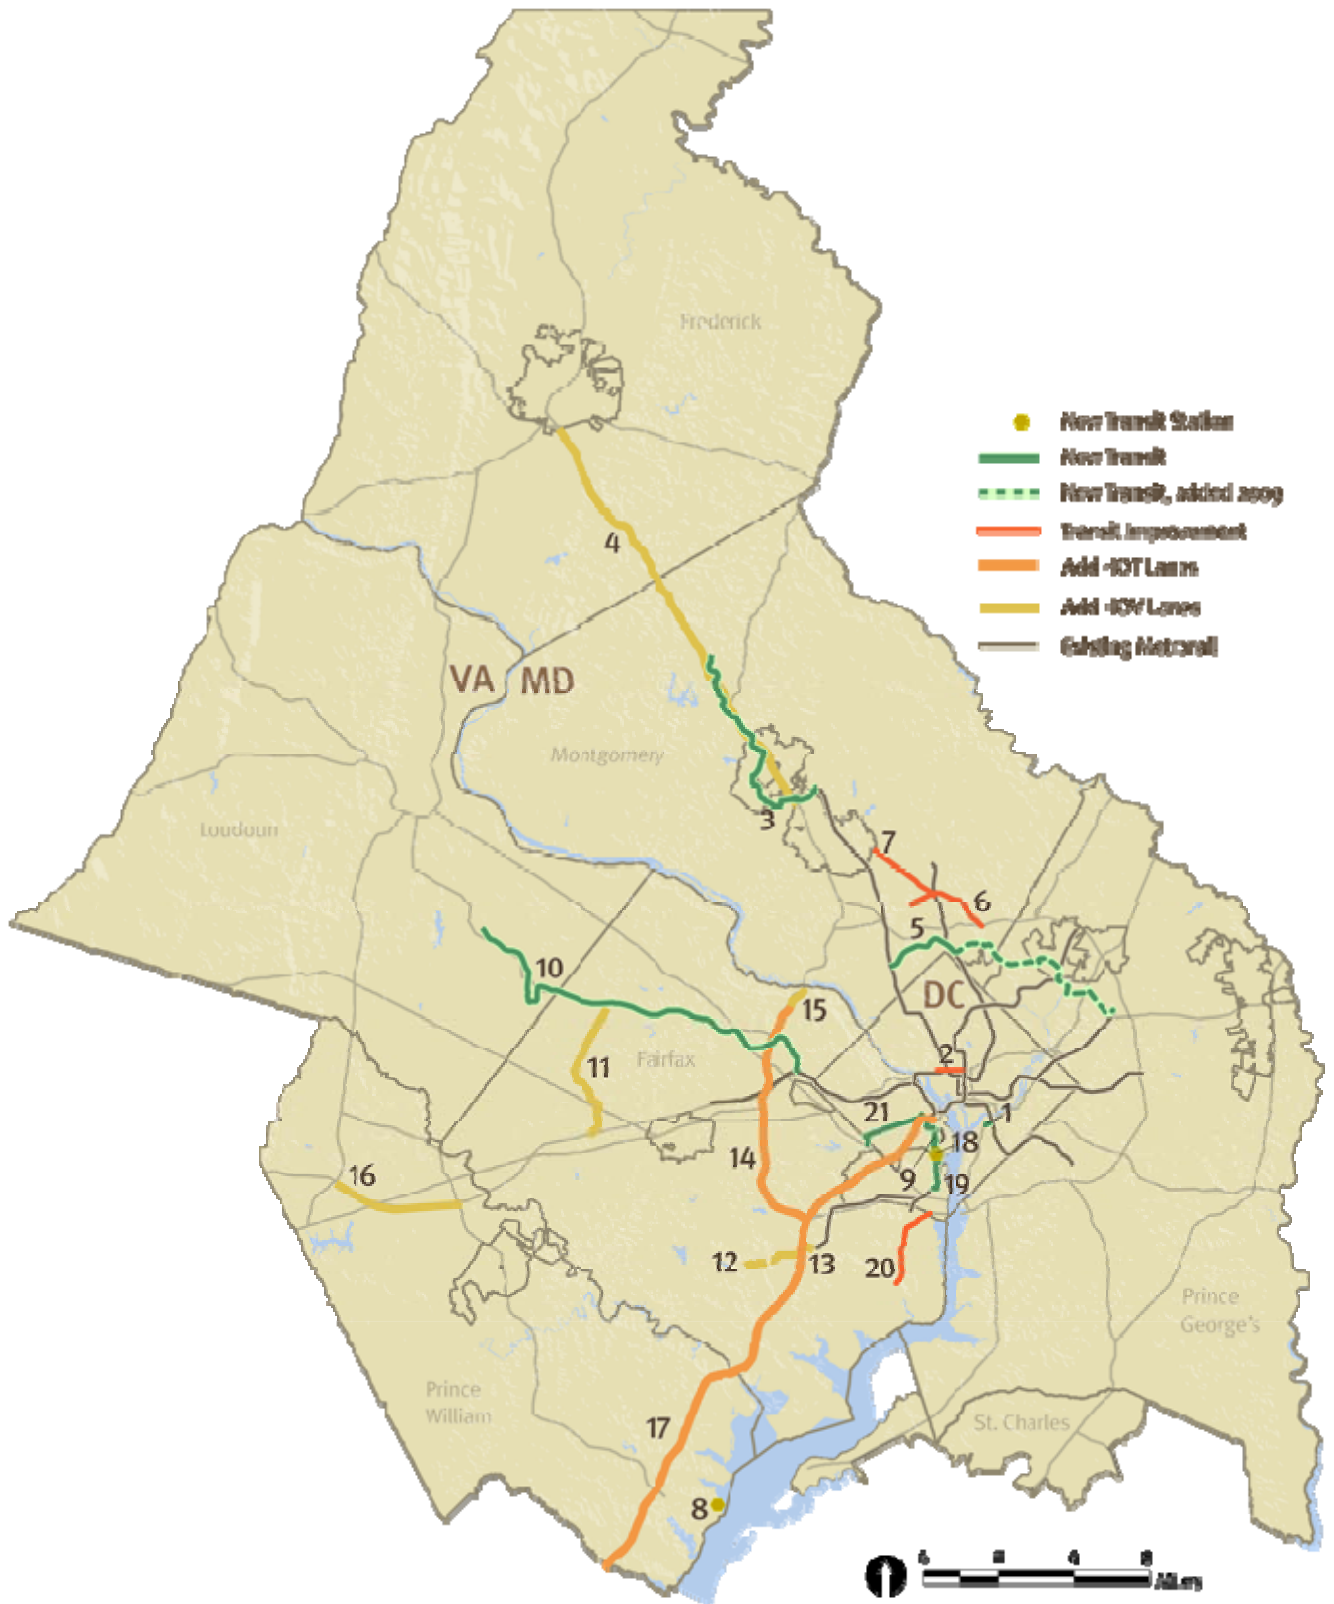 Frederick
New Transit Station
New Transit
New Transit, added 2009
Transit Improvement
Add HOT Lanes
4
Add HOV Lanes
Existing Metrorail
VA
MD
Montgomery
3
Loudoun
7
6
5
10
DC
15
2
11
Fairfax
21
1
18
14
16
9
19
12
13
20
Prince
George's
Prince
William
17
St. Charles
8